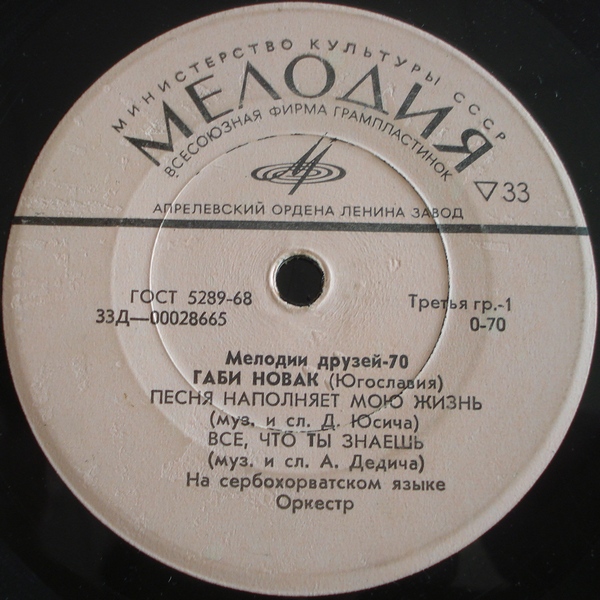 МИНИСТЕРСТВО КУЛЬТУРЫ СССР
МЕЛОДИЯ
ВСЕСОЮЗНАЯ ФИРМА ГРАМПЛАСТИНОК
▽33
АПРЕЛЕВСКИЙ ОРДЕНА ЛЕНИНА ЗАВОД
ГОСТ 5289-68
Третья гр.-1
33Д—00028665
0-70
Мелодии друзей-70
ГАБИ НОВАК (Югославия)
ПЕСНЯ НАПОЛНЯЕТ МОЮ ЖИЗНЬ
(муз. и сл. Д. Юсича)
ВСЕ, ЧТО ТЫ ЗНАЕШЬ
(муз. и сл. А. Дедича)
На сербохорватском языке
Оркестр